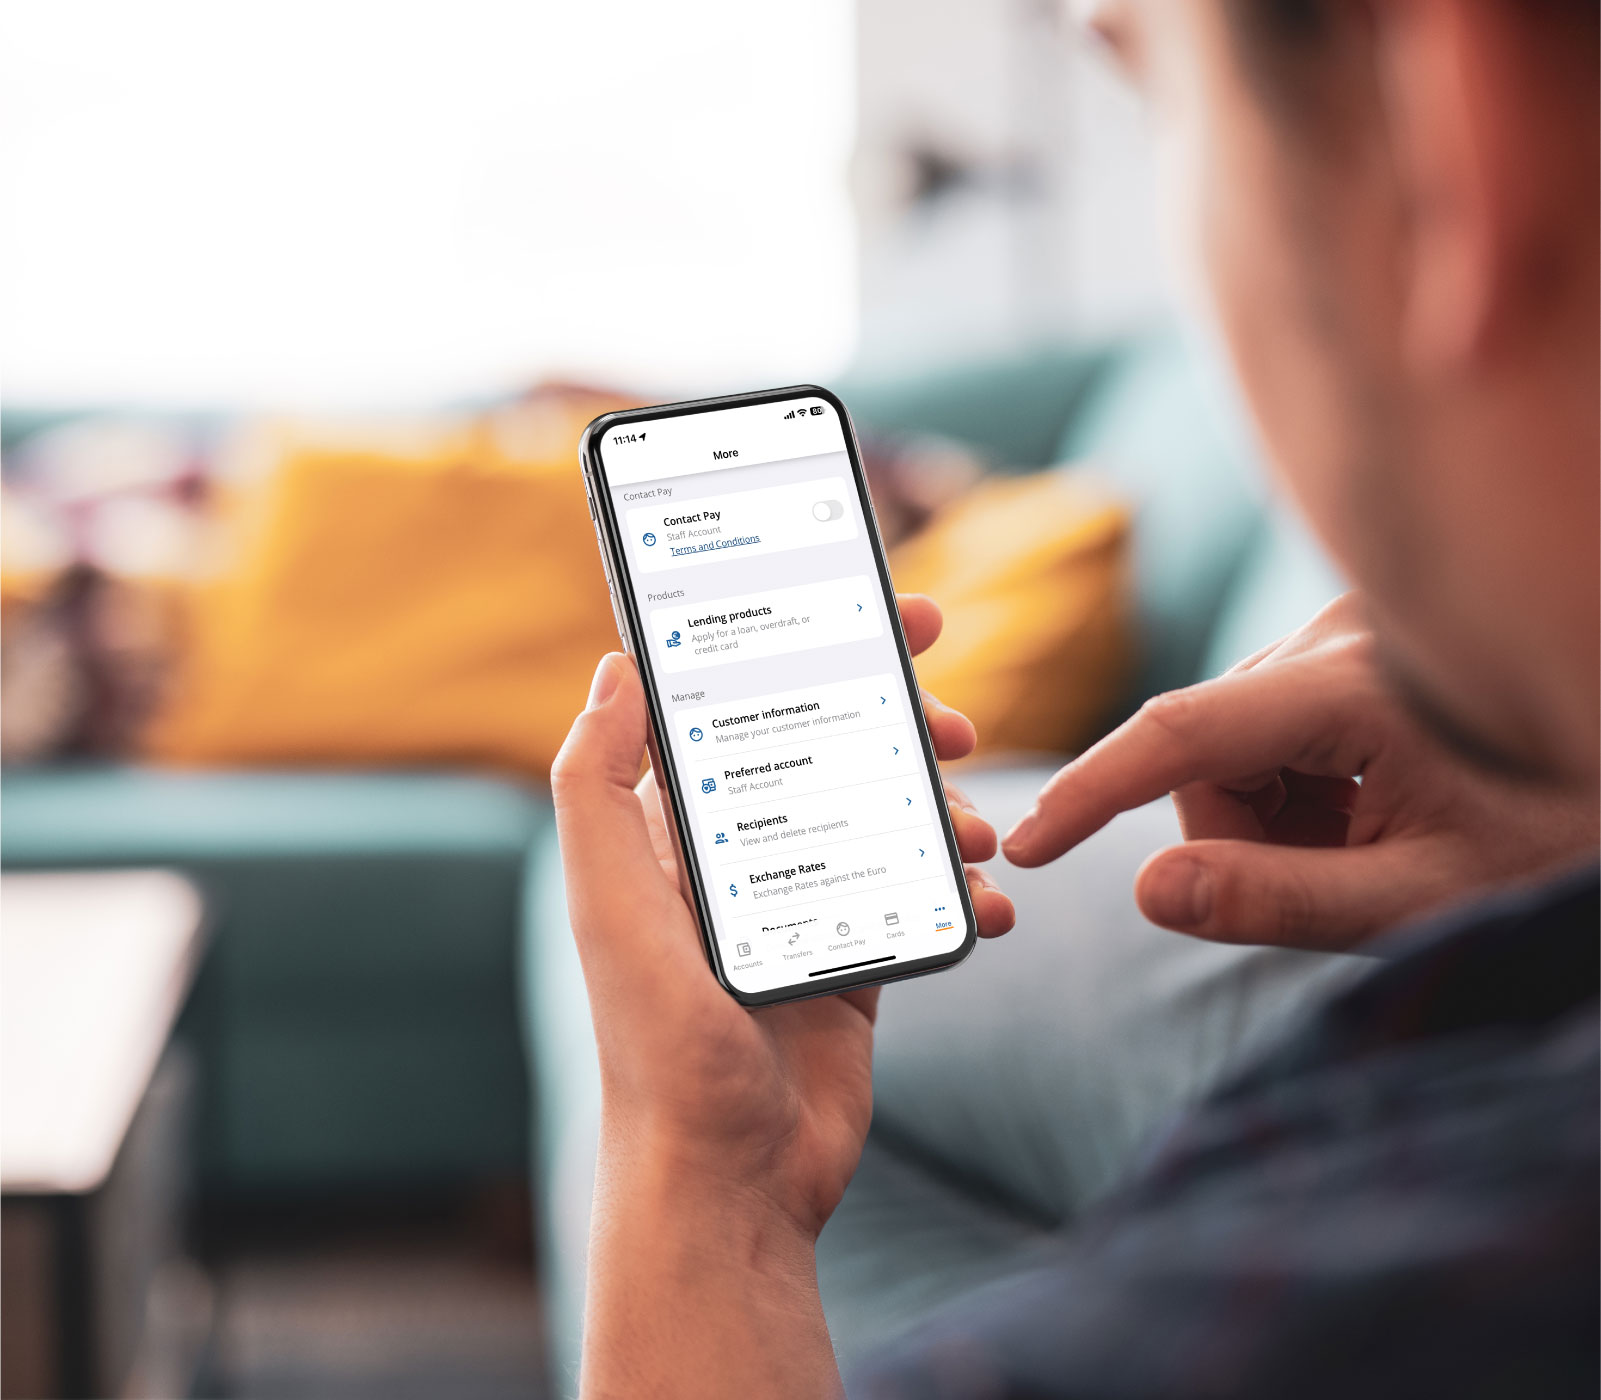 11:14
80
More
Contact Pay
Contact Pay
Staff Account
Terms and Conditions
Products
Lending products
Apply for a loan, overdraft, or
credit card
Manage
Customer information
Manage your customer information
Preferred account
Staff Account
Recipients
View and delete recipients
Exchange Rates
Exchange Rates against the Euro
Documents
Accounts
Transfers
Contact Pay
Cards
More